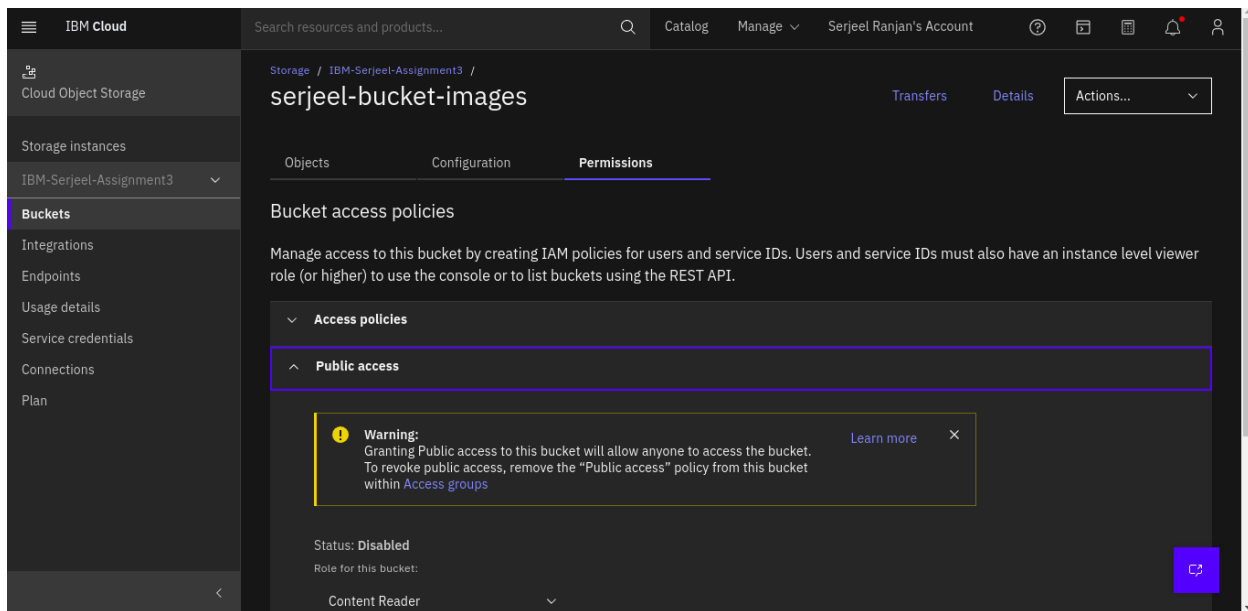 IBM Cloud
Search resources and products...
Catalog
Manage
Serjeel Ranjan's Account
Cloud Object Storage
Storage instances
IBM-Serjeel-Assignment3
Buckets
Integrations
Endpoints
Usage details
Service credentials
Connections
Plan
Storage / IBM-Serjeel-Assignment3 /
serjeel-bucket-images
Transfers
Details
Actions...
Objects
Configuration
Permissions
Bucket access policies
Manage access to this bucket by creating IAM policies for users and service IDs. Users and service IDs must also have an instance level viewer
role (or higher) to use the console or to list buckets using the REST API.
Access policies
Public access
Warning:
Granting Public access to this bucket will allow anyone to access the bucket.
To revoke public access, remove the “Public access” policy from this bucket
within Access groups
Learn more
Status: Disabled
Role for this bucket:
Content Reader